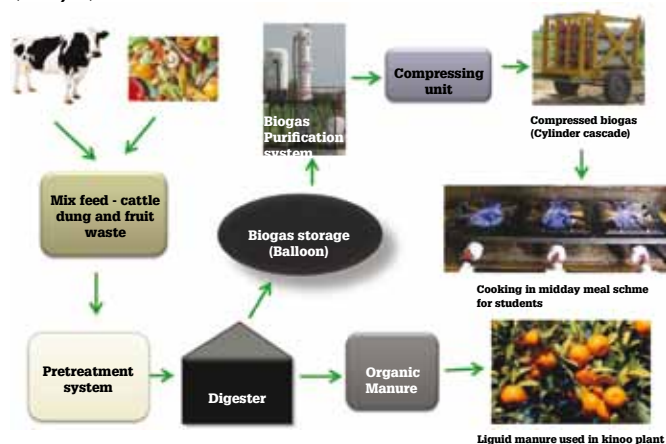 Biogas
Purification
system
Compressing
unit
Compressed biogas
(Cylinder cascade)
Mix feed - cattle
dung and fruit
waste
Biogas storage
(Balloon)
Cooking in midday meal schme
for students
Pretreatment
system
Digester
Organic
Manure
Liguid manure used in kinoo plant